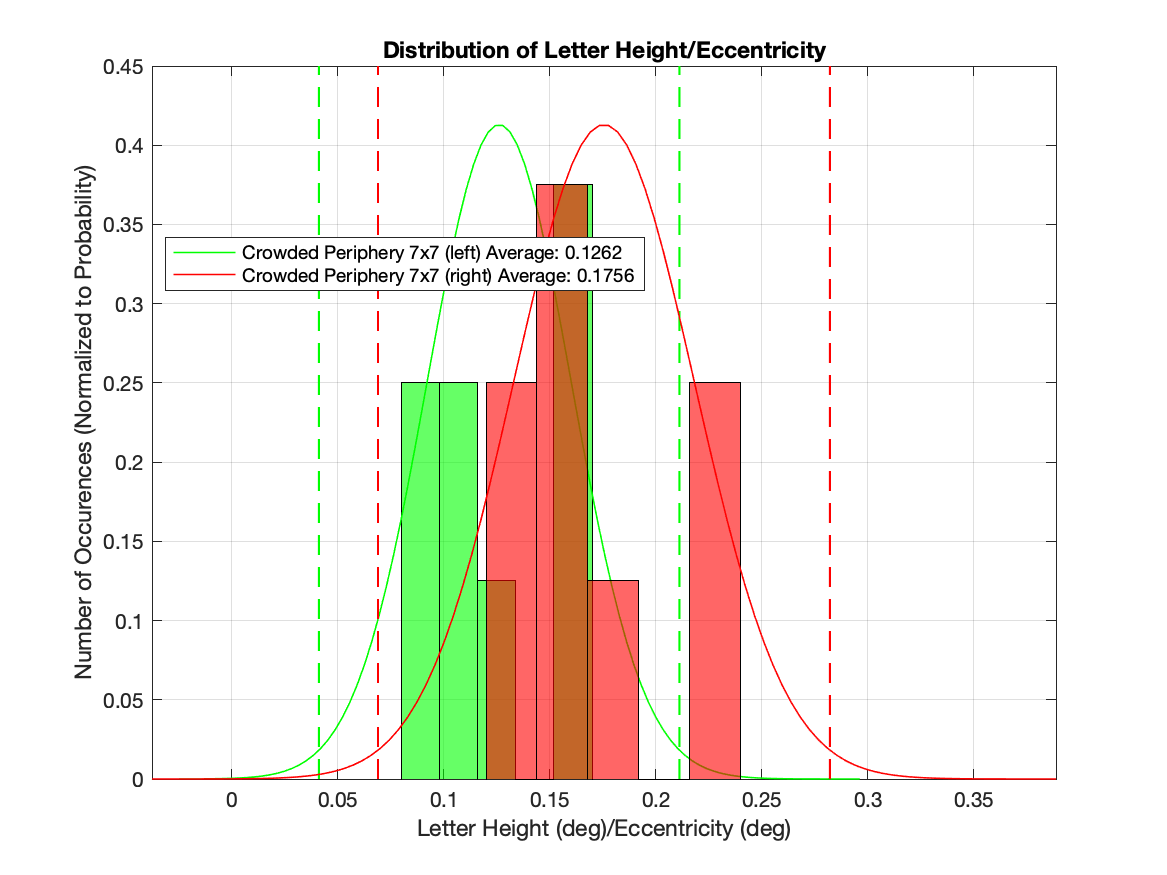 Distribution of Letter Height/Eccentricity
Number of Occurences (Normalized to Probability)
0.45
0.4
0.35
0.3
0.25
0.2
0.15
0.1
0.05
0
Crowded Periphery 7x7 (left) Average: 0.1262
Crowded Periphery 7x7 (right) Average: 0.1756
0 0.05 0.1 0.15 0.2 0.25 0.3 0.35
Letter Height (deg)/Eccentricity (deg)